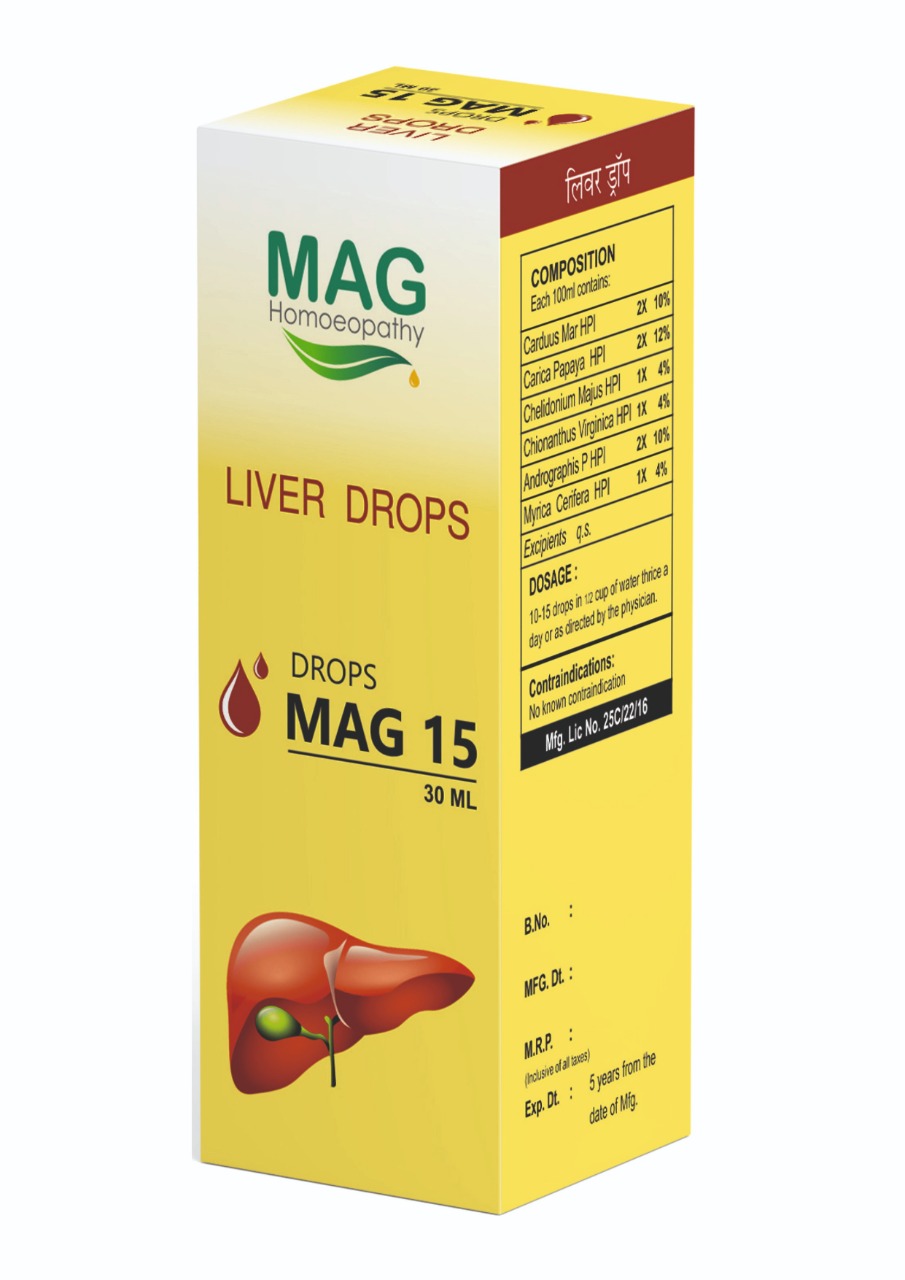 LIVER
DROPS
DROPS
MAG 15
30 ML
MAG
Homoeopathy
LIVER DROPS
DROPS
MAG 15
30 ML
लिवर ड्रॉप
COMPOSITION
Each 100ml contains:
Carduus Mar HPI 2X 10%
Carica Papaya HPI 2X 12%
Chelidonium Majus HPI 1X 4%
Chionanthus Virginica HPI 1X 4%
Andrographis P HPI 2X 10%
Myrica Cerifera HPI 1X 4%
Excipients q.s.
DOSAGE :
10-15 drops in 1/2 cup of water thrice a
day or as directed by the physician.
Contraindications:
No known contraindication
Mfg. Lic No. 25C/22/16
B.No. :
MFG. Dt. :
M.R.P. :
(Inclusive of all taxes)
Exp. Dt. : 5 years from the
date of Mfg.